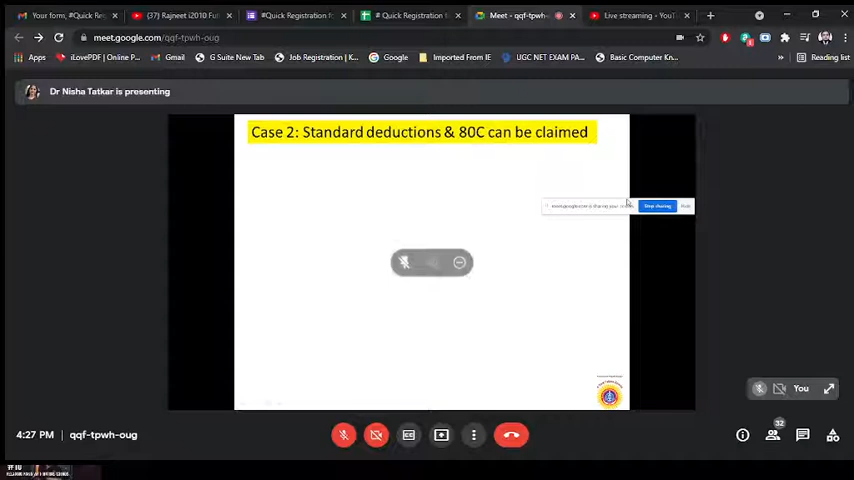 Your form, #Quick Registration
(37) Rajneet i2010 Fut
#Quick Registration f
# Quick Registration f
Meet - qqf-tpwh-
Live streaming - YouT
meet.google.com/qqf-tpwh-oug
Apps
iLovePDF | Online P...
Gmail
G Suite New Tab
Job Registration | K...
Google
Imported From IE
UGC NET EXAM PA...
Basic Computer Kn...
Reading list
Dr Nisha Tatkar is presenting
Case 2: Standard deductions & 80C can be claimed
Stop sharing
Hide
You
32
4:27 PM | qqf-tpwh-oug